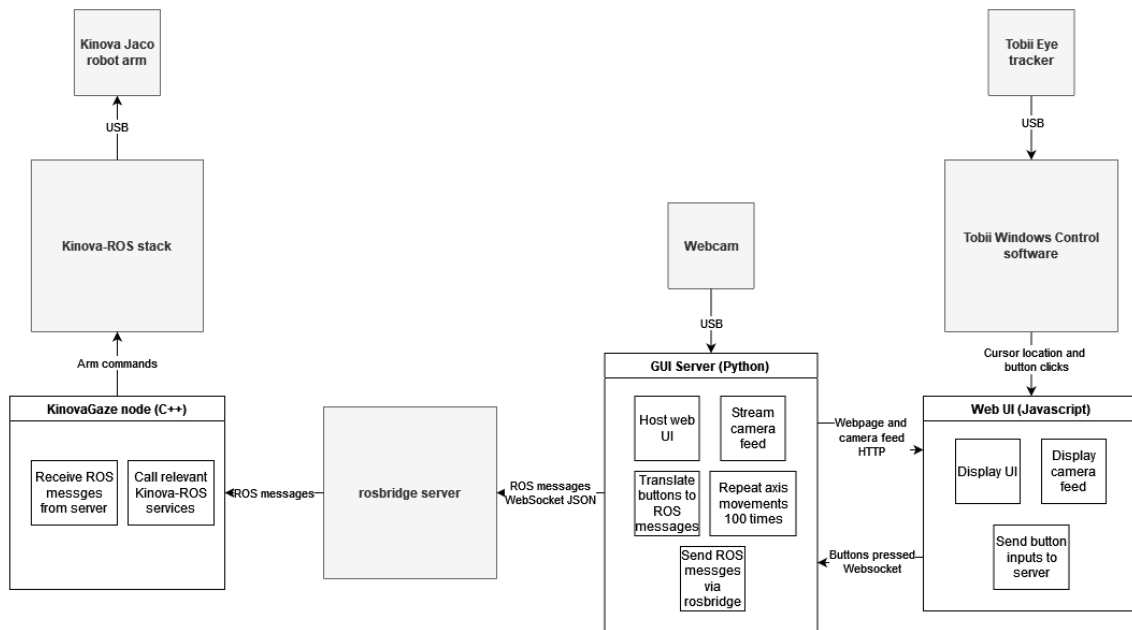 Kinova Jaco
robot arm
USB
Kinova-ROS stack
Arm commands
KinovaGaze node (C++)
Receive ROS
messges
from server
Call relevant
Kinova-ROS
services
ROS messages
rosbridge server
ROS messages
WebSocket JSON
Webcam
USB
GUI Server (Python)
Host web
UI
Stream
camera
feed
Translate
buttons to
ROS
messages
Repeat axis
movements
100 times
Send ROS
messges via
rosbridge
Webpage and
camera feed
HTTP
Buttons pressed
Websocket
Tobii Eye
tracker
USB
Tobii Windows Control
software
Cursor location and
button clicks
Web UI (Javascript)
Display UI
Display
camera
feed
Send button
inputs to
server